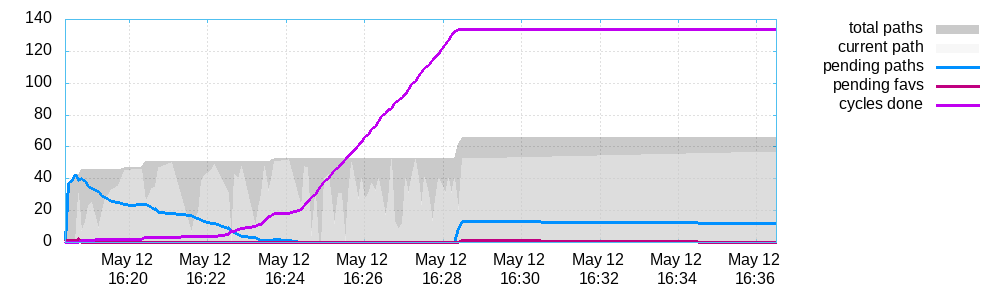 140
120
100
80
60
40
20
0
May 12 May 12 May 12 May 12 May 12 May 12 May 12 May 12 May 12
16:20 16:22 16:24 16:26 16:28 16:30 16:32 16:34 16:36
total paths
current path
pending paths
pending favs
cycles done